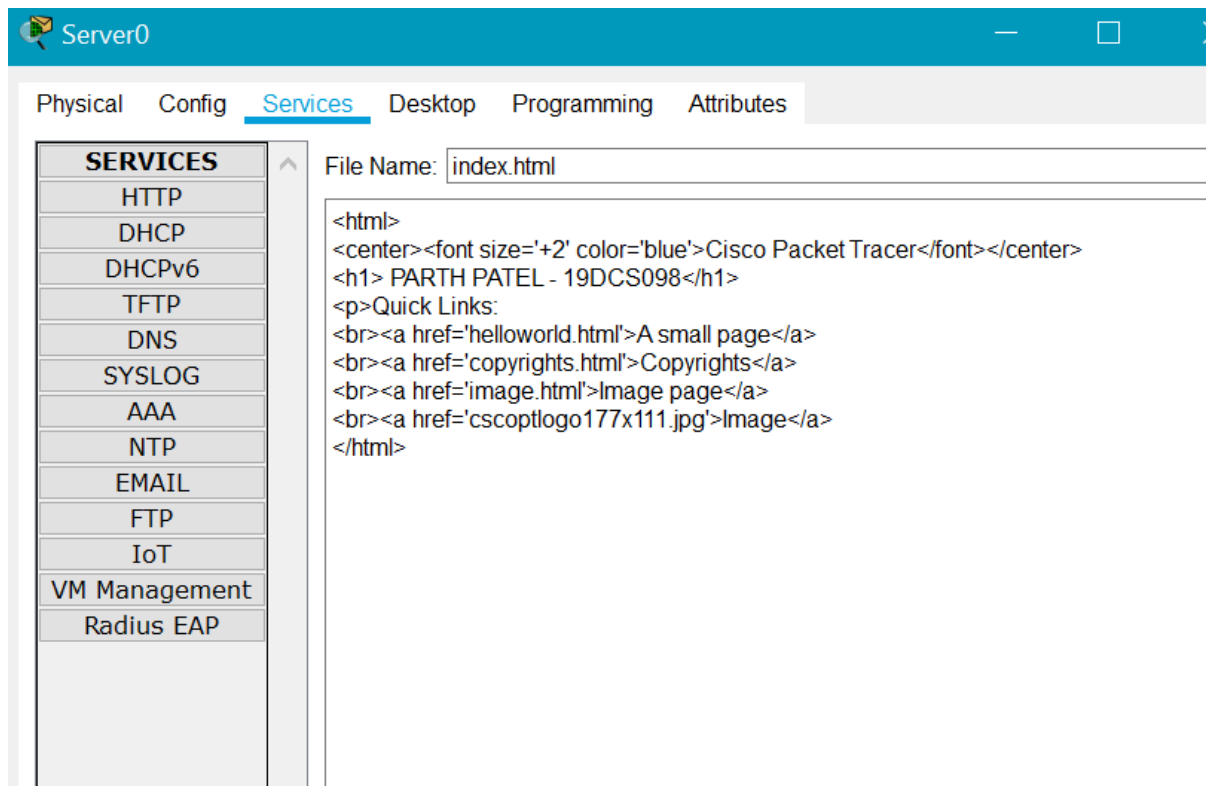 Server0
Physical Config Services Desktop Programming Attributes
SERVICES
HTTP
DHCP
DHCPv6
TFTP
DNS
SYSLOG
AAA
NTP
EMAIL
FTP
IoT
VM Management
Radius EAP
File Name: index.html
<html>
<center><font size='+2' color='blue'>Cisco Packet Tracer</font></center>
<h1> PARTH PATEL - 19DCS098</h1>
<p>Quick Links:
<br><a href='helloworld.html'>A small page</a>
<br><a href='copyrights.html'>Copyrights</a>
<br><a href='image.html'>Image page</a>
<br><a href='cscoptlogo177x111.jpg'>Image</a>
</html>